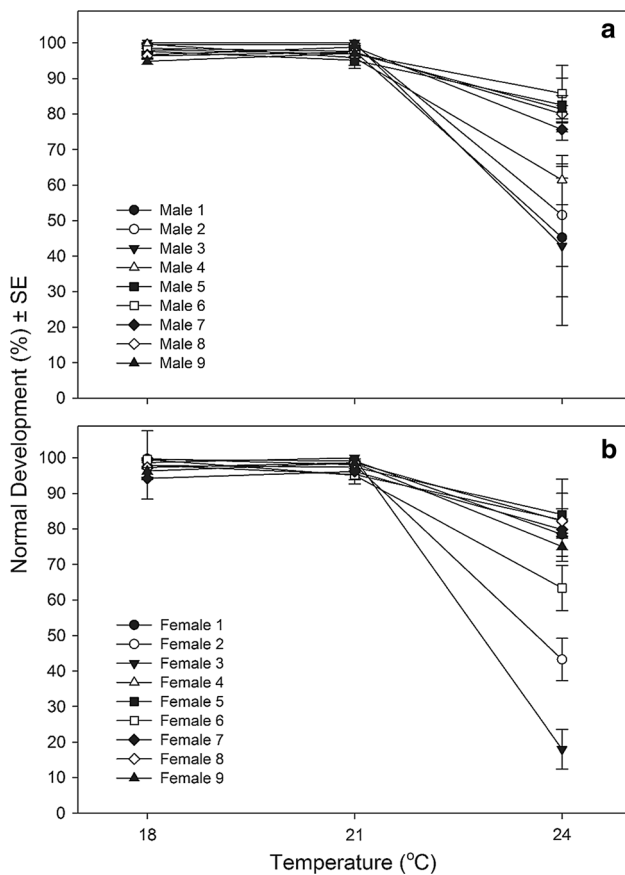 a
100
90
80
70
60
50
40
30
20
10
0
Male 1
Male 2
Male 3
Male 4
Male 5
Male 6
Male 7
Male 8
Male 9
Normal Development (%) ± SE
b
100
90
80
70
60
50
40
30
20
10
0
Female 1
Female 2
Female 3
Female 4
Female 5
Female 6
Female 7
Female 8
Female 9
18 21 24
Temperature (°C)